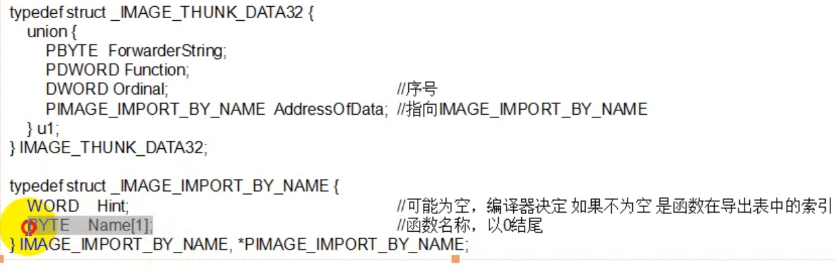 typedef struct _IMAGE_THUNK_DATA32 {
union {
PBYTE ForwarderString;
PDWORD Function;
DWORD Ordinal; //序号
PIMAGE_IMPORT_BY_NAME AddressOfData; //指向IMAGE_IMPORT_BY_NAME
} u1;
} IMAGE_THUNK_DATA32;
typedef struct _IMAGE_IMPORT_BY_NAME {
WORD Hint; //可能为空，编译器决定 如果不为空 是函数在导出表中的索引
BYTE Name[1]; //函数名称，以0结尾
} IMAGE_IMPORT_BY_NAME, *PIMAGE_IMPORT_BY_NAME;